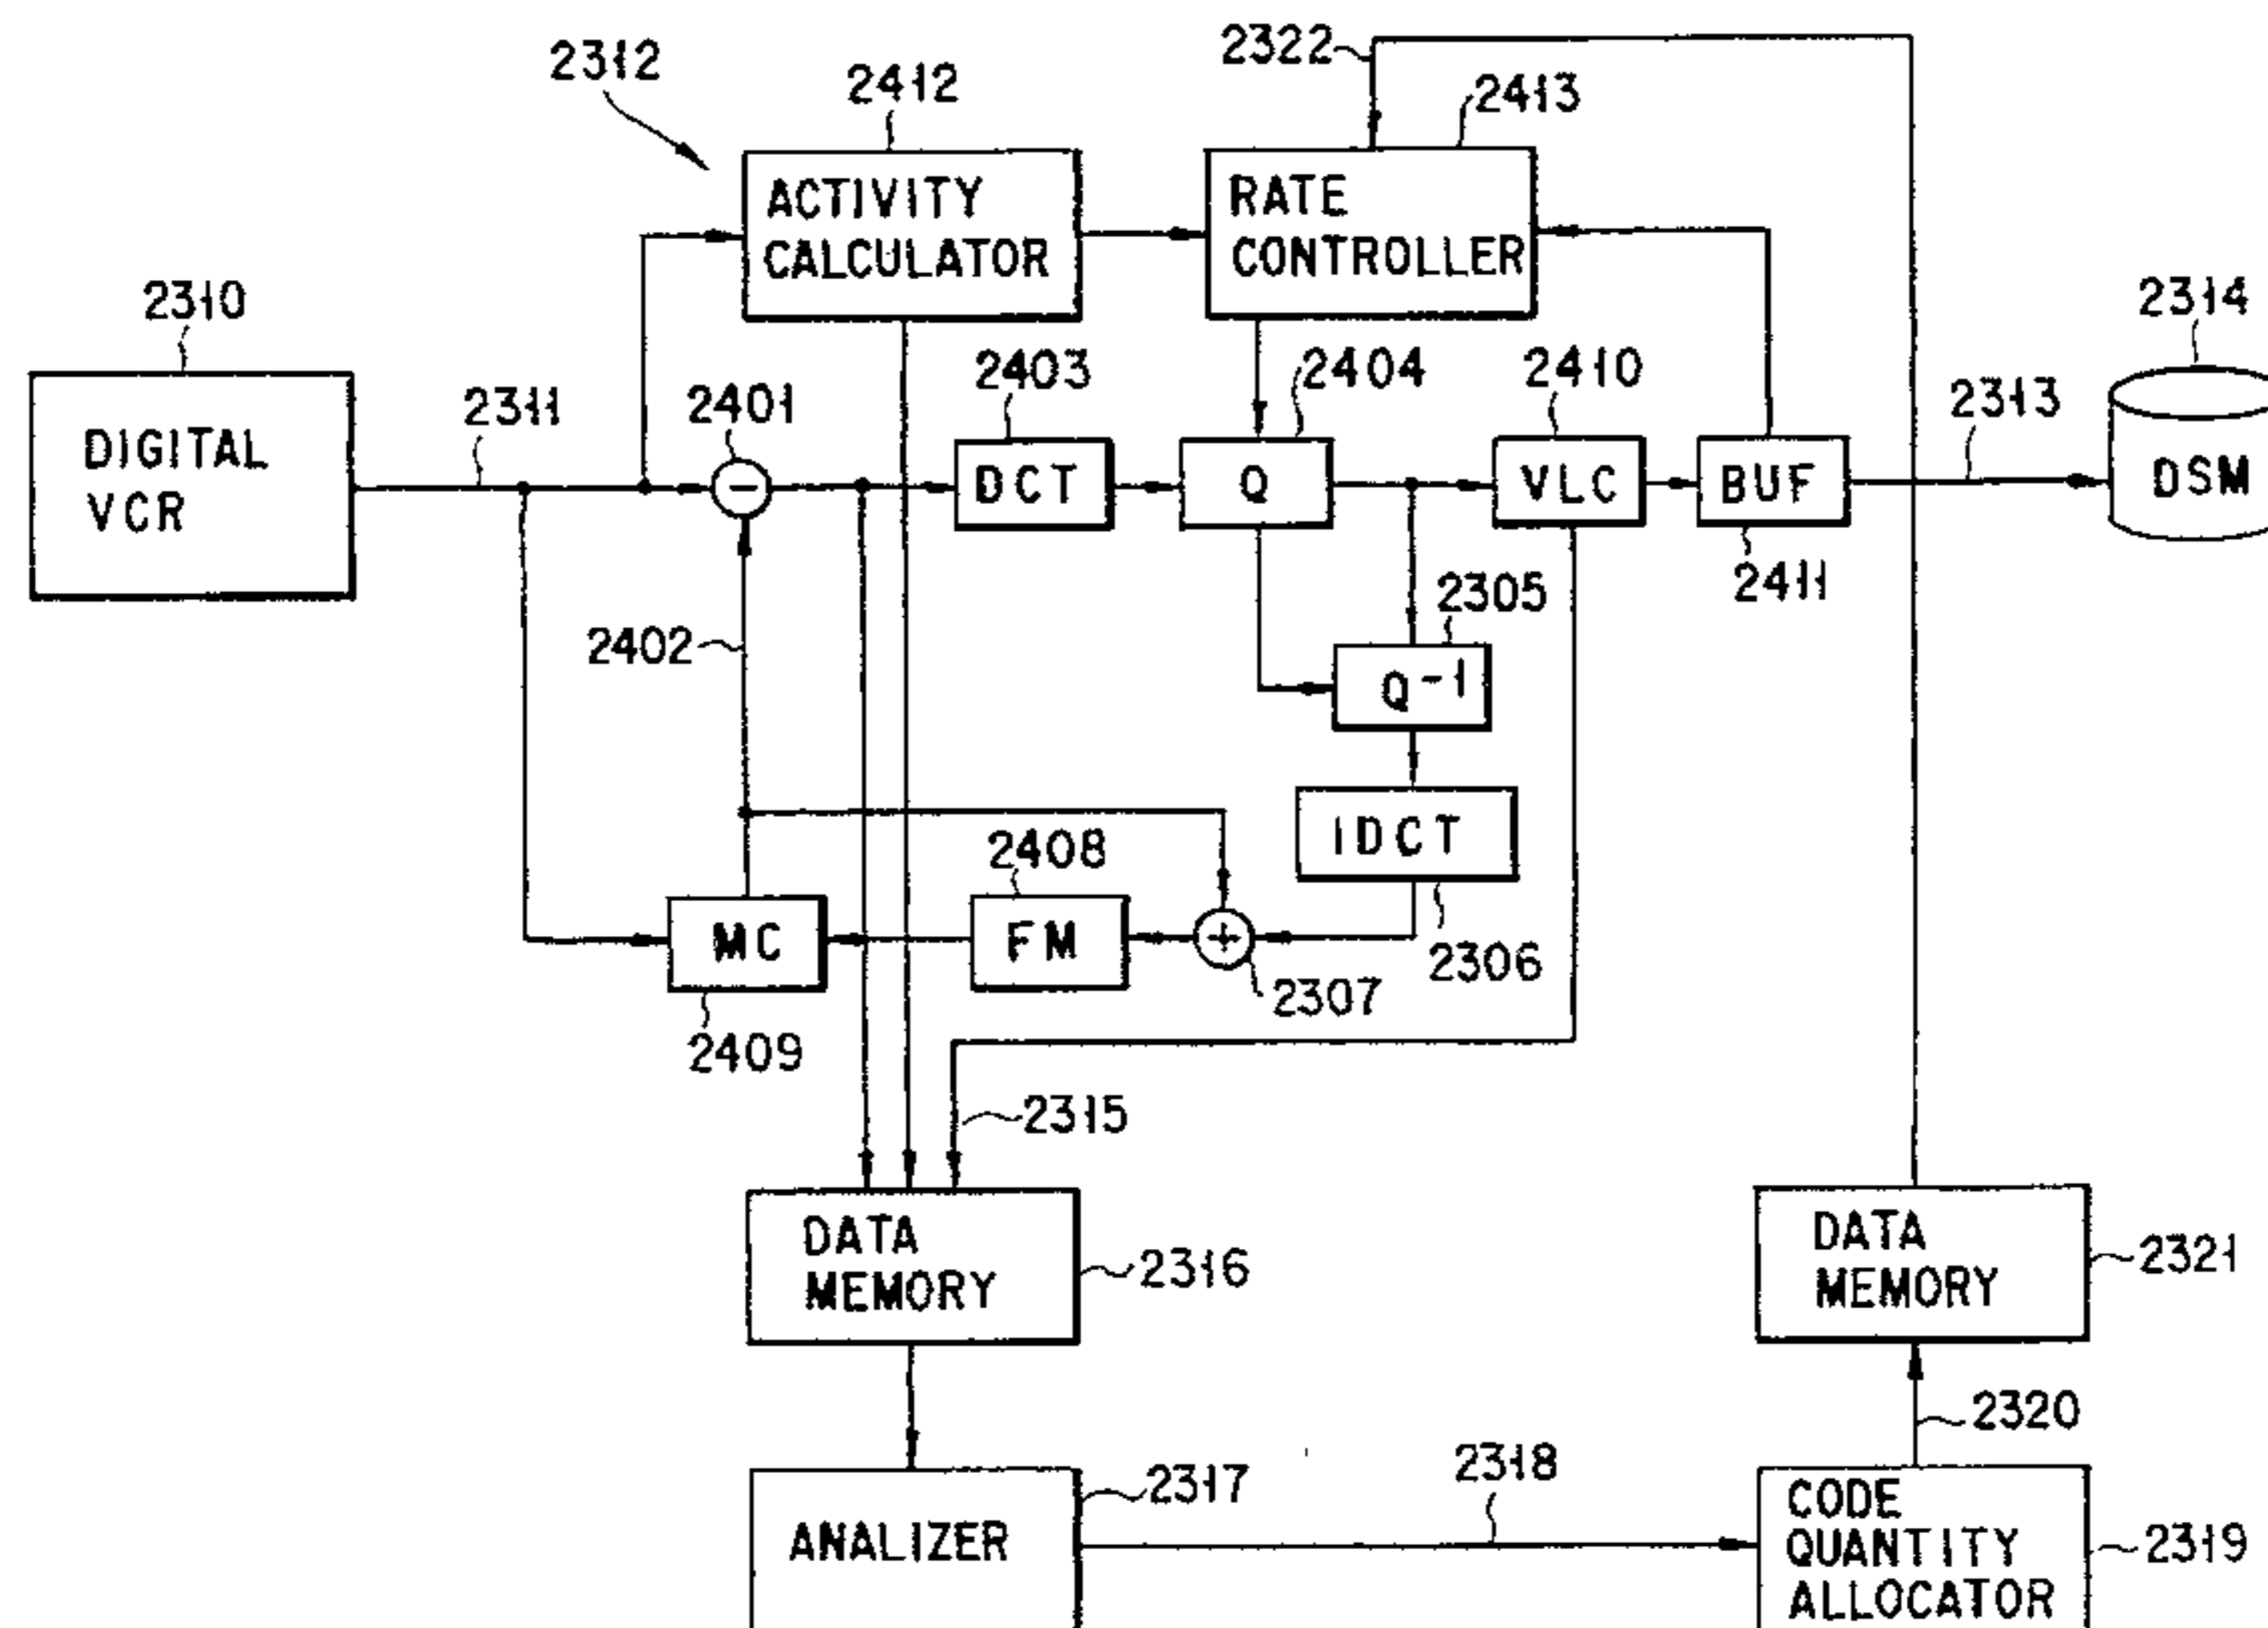 2322
2312
2412
2413
ACTIVITY
CALCULATOR
RATE
CONTROLLER
2310
2314
2311
2401
2403
2404
2410
2313
DIGITAL
VCR
−
DCT
Q
VLC
BUF
DSM
2411
2305
2402
Q⁻¹
IDCT
2408
MC
FM
+
2306
2307
2409
2315
DATA
MEMORY
2316
DATA
MEMORY
2321
2320
2317
2318
ANALIZER
CODE
QUANTITY
ALLOCATOR
2319